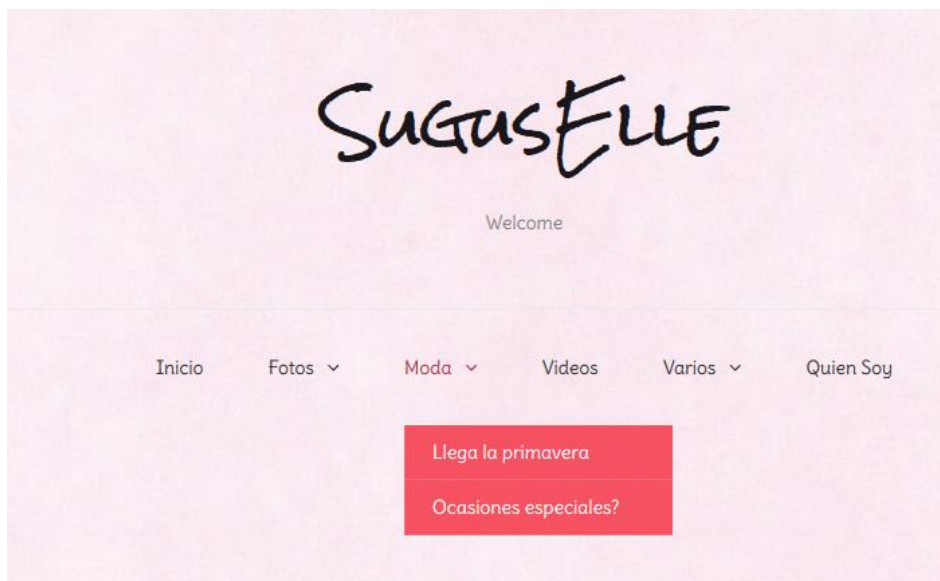 SugusElle
Welcome
Inicio Fotos Moda Videos Varios Quien Soy
Llega la primavera
Ocasiones especiales?